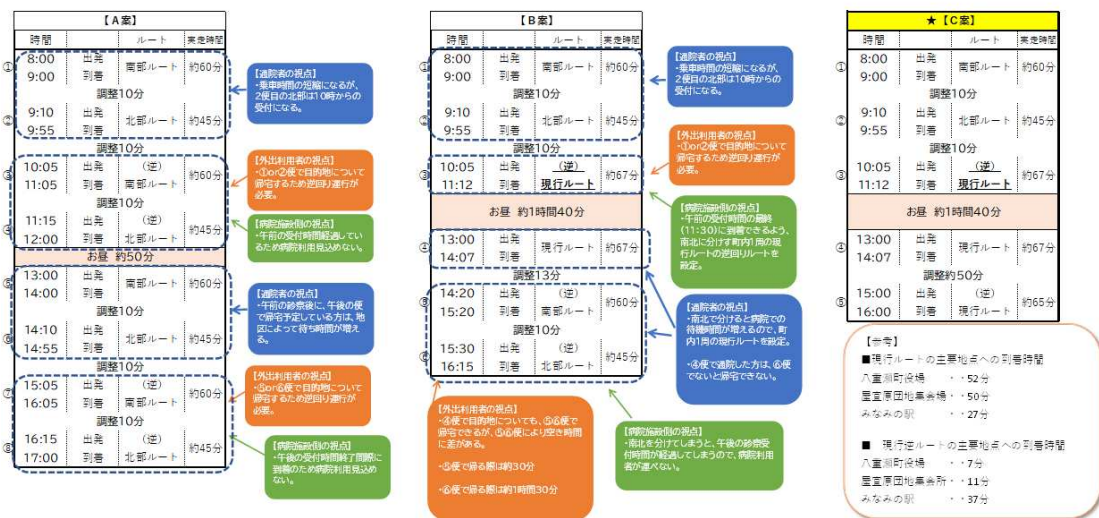 【A案】
時間 ルート 実走時間
① 8:00 出発 南部ルート 約60分
9:00 到着
調整10分
② 9:10 出発 北部ルート 約45分
9:55 到着
調整10分
③ 10:05 出発 （逆） 約60分
11:05 到着 南部ルート
調整10分
④ 11:15 出発 （逆） 約45分
12:00 到着 北部ルート
お昼 約50分
⑤ 13:00 出発 南部ルート 約60分
14:00 到着
調整10分
⑥ 14:10 出発 北部ルート 約45分
14:55 到着
調整10分
⑦ 15:05 出発 （逆） 約60分
16:05 到着 南部ルート
調整10分
⑧ 16:15 出発 （逆） 約45分
17:00 到着 北部ルート
【通院者の視点】
・乗車時間の短縮になるが、
2便目の北部は10時からの
受付になる。
【外出利用者の視点】
・①or②便で目的地について
帰宅するため逆回り運行が
必要。
【病院施設側の視点】
・午前の受付時間経過してい
るため病院利用見込めない。
【通院者の視点】
・午前の診察後に、午後の便
で帰宅予定している方は、地
区によって待ち時間が増え
る。
【外出利用者の視点】
・⑤or⑥便で目的地について
帰宅するため逆回り運行が
必要。
【病院施設側の視点】
・午後の受付時間終了間際に
到着のため病院利用見込め
ない。
【B案】
時間 ルート 実走時間
① 8:00 出発 南部ルート 約60分
9:00 到着
調整10分
② 9:10 出発 北部ルート 約45分
9:55 到着
調整10分
③ 10:05 出発 （逆） 約67分
11:12 到着 現行ルート
お昼 約1時間40分
④ 13:00 出発 現行ルート 約67分
14:07 到着
調整13分
⑤ 14:20 出発 （逆） 約60分
15:20 到着 南部ルート
調整10分
⑥ 15:30 出発 （逆） 約45分
16:15 到着 北部ルート
【通院者の視点】
・乗車時間の短縮になるが、
2便目の北部は10時からの
受付になる。
【外出利用者の視点】
・①or②便で目的地について
帰宅するため逆回り運行が
必要。
【病院施設側の視点】
・午前の受付時間の最終
(11:30)に到着できるよう、
南北に分けす町内1周の現
行ルートの逆回りルートを
設定。
【通院者の視点】
・南北で分けると病院での
待機時間が増えるので、町
内1周の現行ルートを設定。
・④便で通院した方は、⑥便
でないと帰宅できない。
【外出利用者の視点】
・④便で目的地についても、⑤⑥便で
帰宅できるが、⑤⑥便により空き時間
に差がある。
・⑤便で帰る際は約30分
・⑥便で帰る際は約1時間30分
【病院施設側の視点】
・南北を分けてしまうと、午後の診察受
付時間が経過してしまうので、病院利用
者が運べない。
★【C案】
時間 ルート 実走時間
① 8:00 出発 南部ルート 約60分
9:00 到着
調整10分
② 9:10 出発 北部ルート 約45分
9:55 到着
調整10分
③ 10:05 出発 （逆） 約67分
11:12 到着 現行ルート
お昼 約1時間40分
④ 13:00 出発 現行ルート 約67分
14:07 到着
調整約50分
⑤ 15:00 出発 （逆） 約65分
16:00 到着 現行ルート
【参考】
■現行ルートの主要地点への到着時間
八重瀬町役場 ・・52分
屋宜原団地集会場・・50分
みなみの駅 ・・27分
■ 現行逆ルートの主要地点への到着時間
八重瀬町役場 ・・7分
屋宜原団地集会所・・11分
みなみの駅 ・・37分